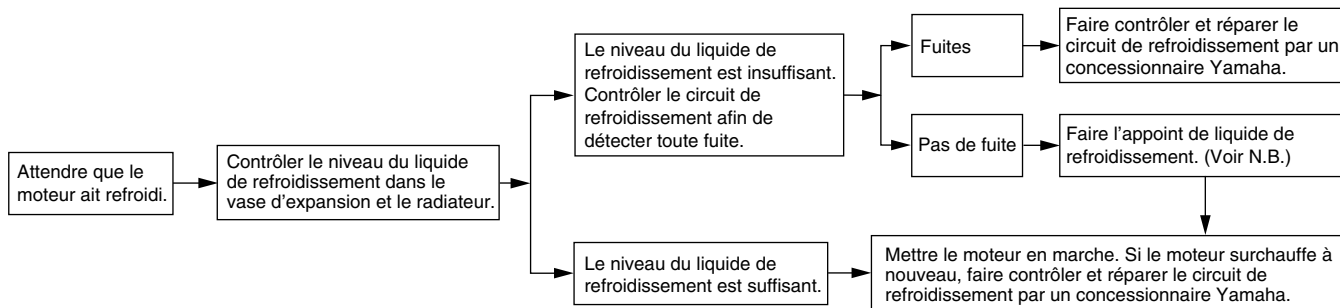 Attendre que le
moteur ait refroidi.
Contrôler le niveau du liquide
de refroidissement dans le
vase d'expansion et le radiateur.
Le niveau du liquide de
refroidissement est insuffisant.
Contrôler le circuit de
refroidissement afin de
détecter toute fuite.
Fuites
Faire contrôler et réparer le
circuit de refroidissement par un
concessionnaire Yamaha.
Pas de fuite
Faire l'appoint de liquide de
refroidissement. (Voir N.B.)
Le niveau du liquide de
refroidissement est suffisant.
Mettre le moteur en marche. Si le moteur surchauffe à
nouveau, faire contrôler et réparer le circuit de
refroidissement par un concessionnaire Yamaha.